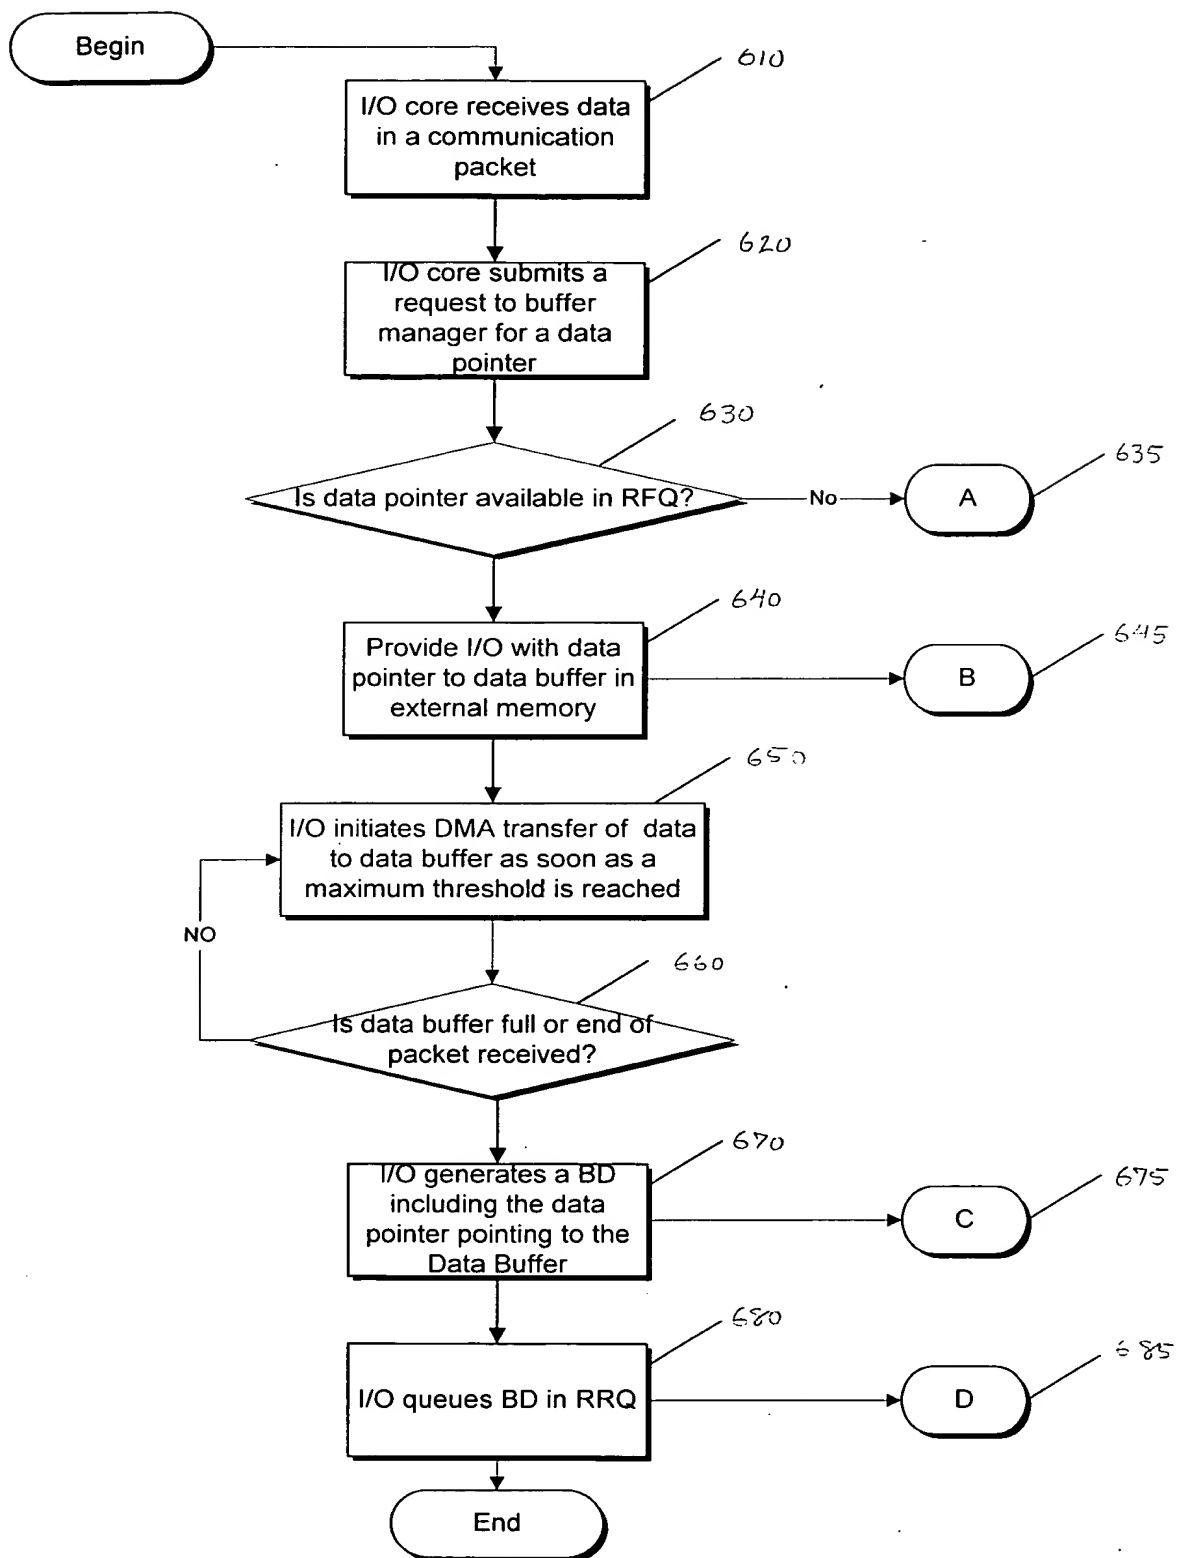 Begin
610
I/O core receives data
in a communication
packet
620
I/O core submits a
request to buffer
manager for a data
pointer
630
Is data pointer available in RFQ?
No
A
635
640
Provide I/O with data
pointer to data buffer in
external memory
B
645
650
I/O initiates DMA transfer of data
to data buffer as soon as a
maximum threshold is reached
NO
660
Is data buffer full or end of
packet received?
670
I/O generates a BD
including the data
pointer pointing to the
Data Buffer
C
675
680
I/O queues BD in RRQ
D
685
End